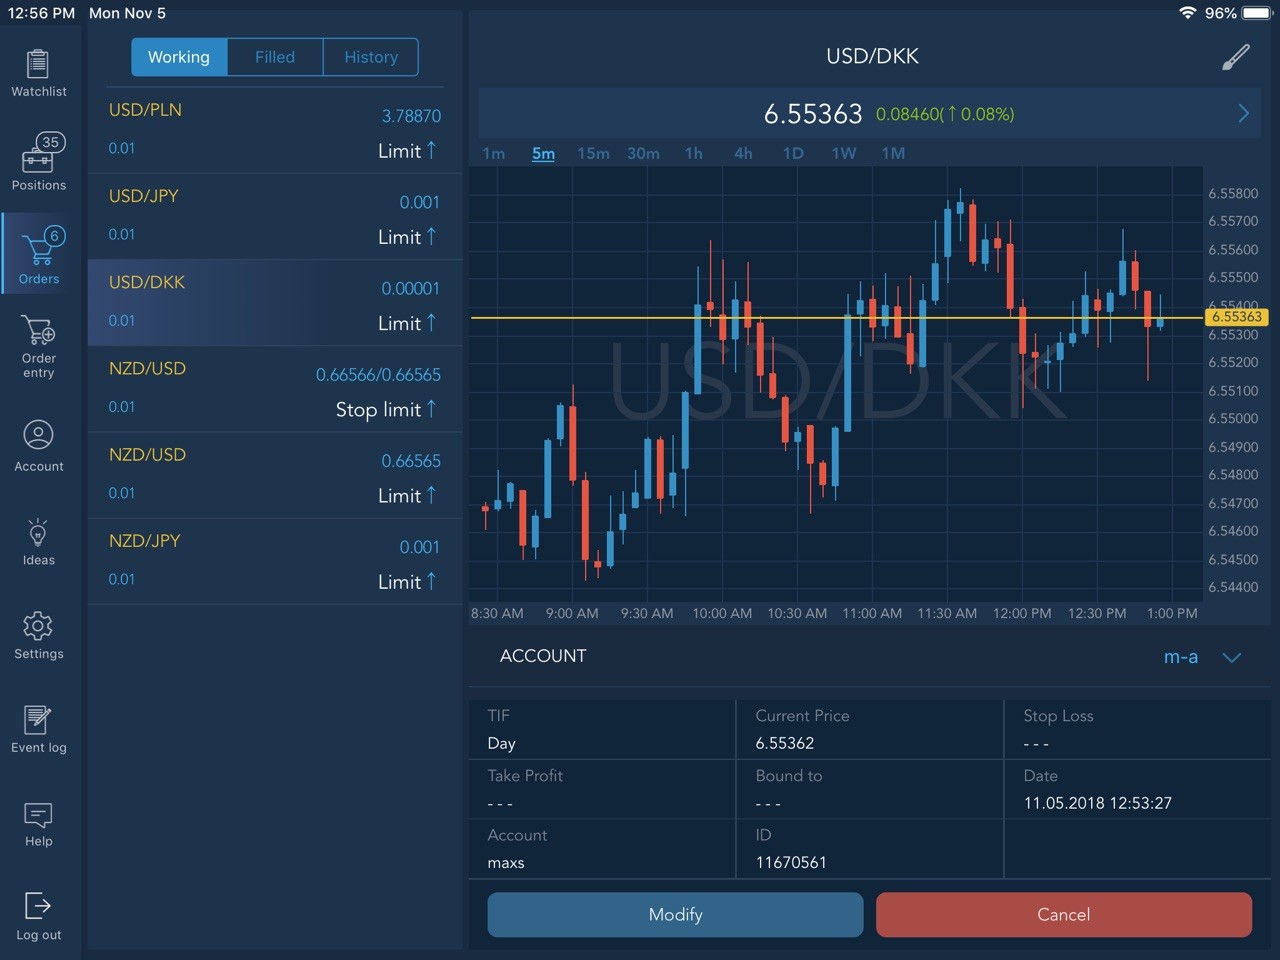 12:56 PM Mon Nov 5
96%
Watchlist
35
Positions
6
Orders
Order
entry
Account
Ideas
Settings
Event log
Help
Log out
Working Filled History
USD/PLN 3.78870
0.01 Limit ↑
USD/JPY 0.001
0.01 Limit ↑
USD/DKK 0.00001
0.01 Limit ↑
NZD/USD 0.66566/0.66565
0.01 Stop limit ↑
NZD/USD 0.66565
0.01 Limit ↑
NZD/JPY 0.001
0.01 Limit ↑
USD/DKK
6.55363 0.08460(↑0.08%)
1m 5m 15m 30m 1h 4h 1D 1W 1M
USD/DKK
6.55800
6.55700
6.55600
6.55500
6.55400
6.55363
6.55300
6.55200
6.55100
6.55000
6.54900
6.54800
6.54700
6.54600
6.54500
6.54400
8:30 AM 9:00 AM 9:30 AM 10:00 AM 10:30 AM 11:00 AM 11:30 AM 12:00 PM 12:30 PM 1:00 PM
ACCOUNT m-a
TIF Current Price Stop Loss
Day 6.55362 ---
Take Profit Bound to Date
--- --- 11.05.2018 12:53:27
Account ID
maxs 11670561
Modify Cancel